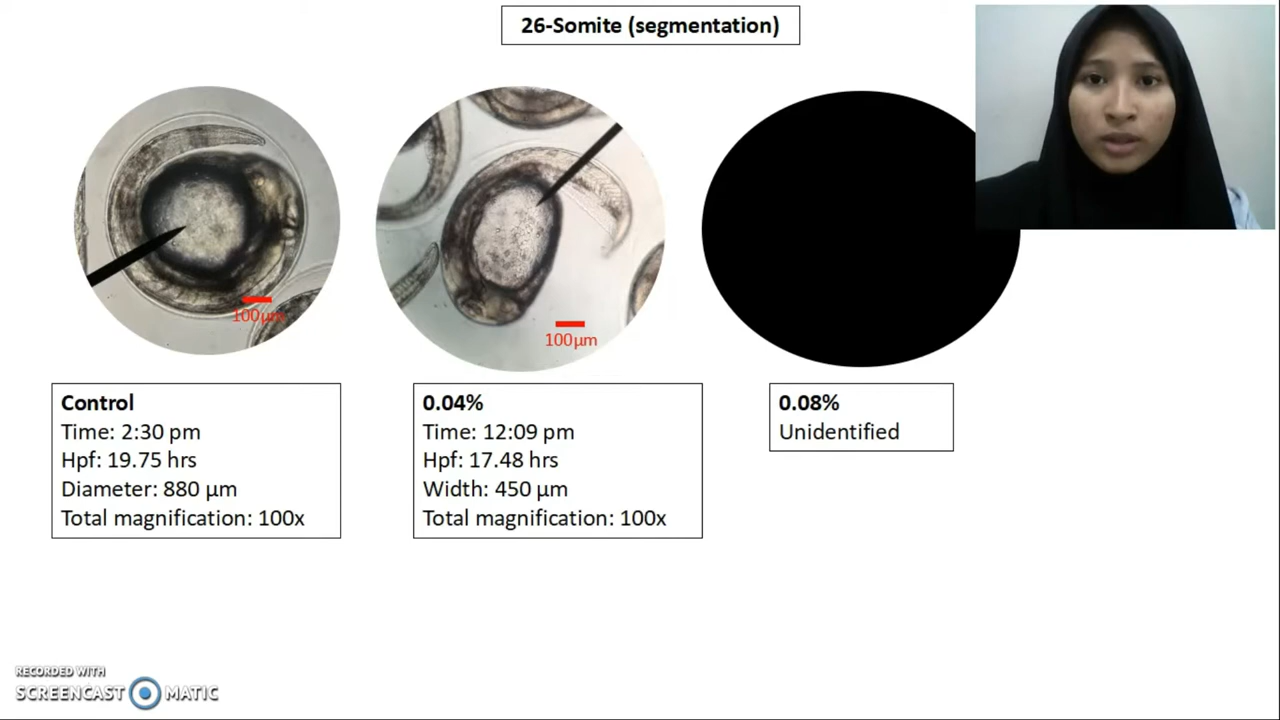 26-Somite (segmentation)
100µm
100µm
Control
Time: 2:30 pm
Hpf: 19.75 hrs
Diameter: 880 µm
Total magnification: 100x
0.04%
Time: 12:09 pm
Hpf: 17.48 hrs
Width: 450 µm
Total magnification: 100x
0.08%
Unidentified
RECORDED WITH
SCREENCAST MATIC